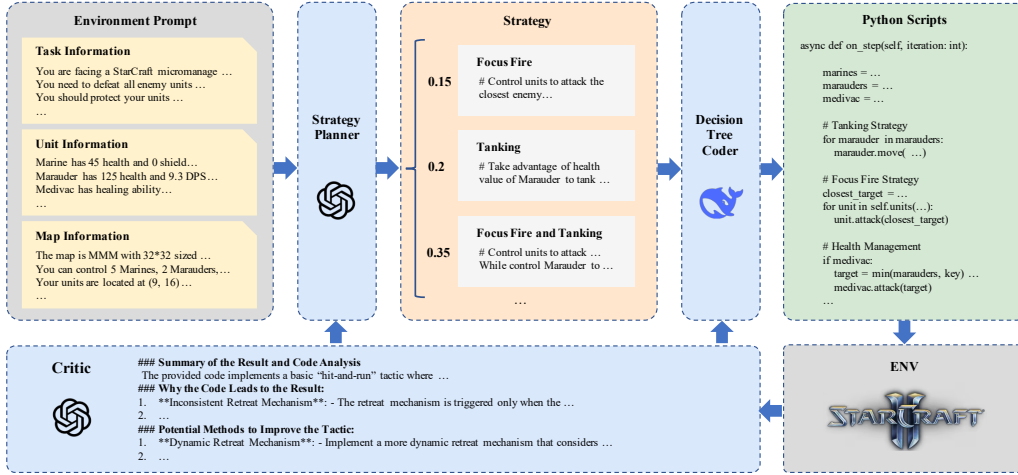 Environment Prompt
Task Information
You are facing a StarCraft micromanage …
You need to defeat all enemy units …
You should protect your units …
…
Unit Information
Marine has 45 health and 0 shield…
Marauder has 125 health and 9.3 DPS…
Medivac has healing ability…
…
Map Information
The map is MMM with 32*32 sized …
You can control 5 Marines, 2 Marauders,…
Your units are located at (9, 16) …
…
Strategy
Planner
Strategy
0.15
Focus Fire
# Control units to attack the
closest enemy…
0.2
Tanking
# Take advantage of health
value of Marauder to tank …
0.35
Focus Fire and Tanking
# Control units to attack …
While control Marauder to …
…
Decision
Tree
Coder
Python Scripts
async def on_step(self, iteration: int):
marines = …
marauders = …
medivac = …
# Tanking Strategy
for marauder in marauders:
marauder.move( …)
# Focus Fire Strategy
closest_target = …
for unit in self.units(…):
unit.attack(closest_target)
# Health Management
if medivac:
target = min(marauders, key) …
medivac.attack(target)
…
Critic
### Summary of the Result and Code Analysis
The provided code implements a basic “hit-and-run” tactic where …
### Why the Code Leads to the Result:
1. **Inconsistent Retreat Mechanism**: - The retreat mechanism is triggered only when the …
2. …
### Potential Methods to Improve the Tactic:
1. **Dynamic Retreat Mechanism**: - Implement a more dynamic retreat mechanism that considers …
2. …
ENV
STARCRAFT
II